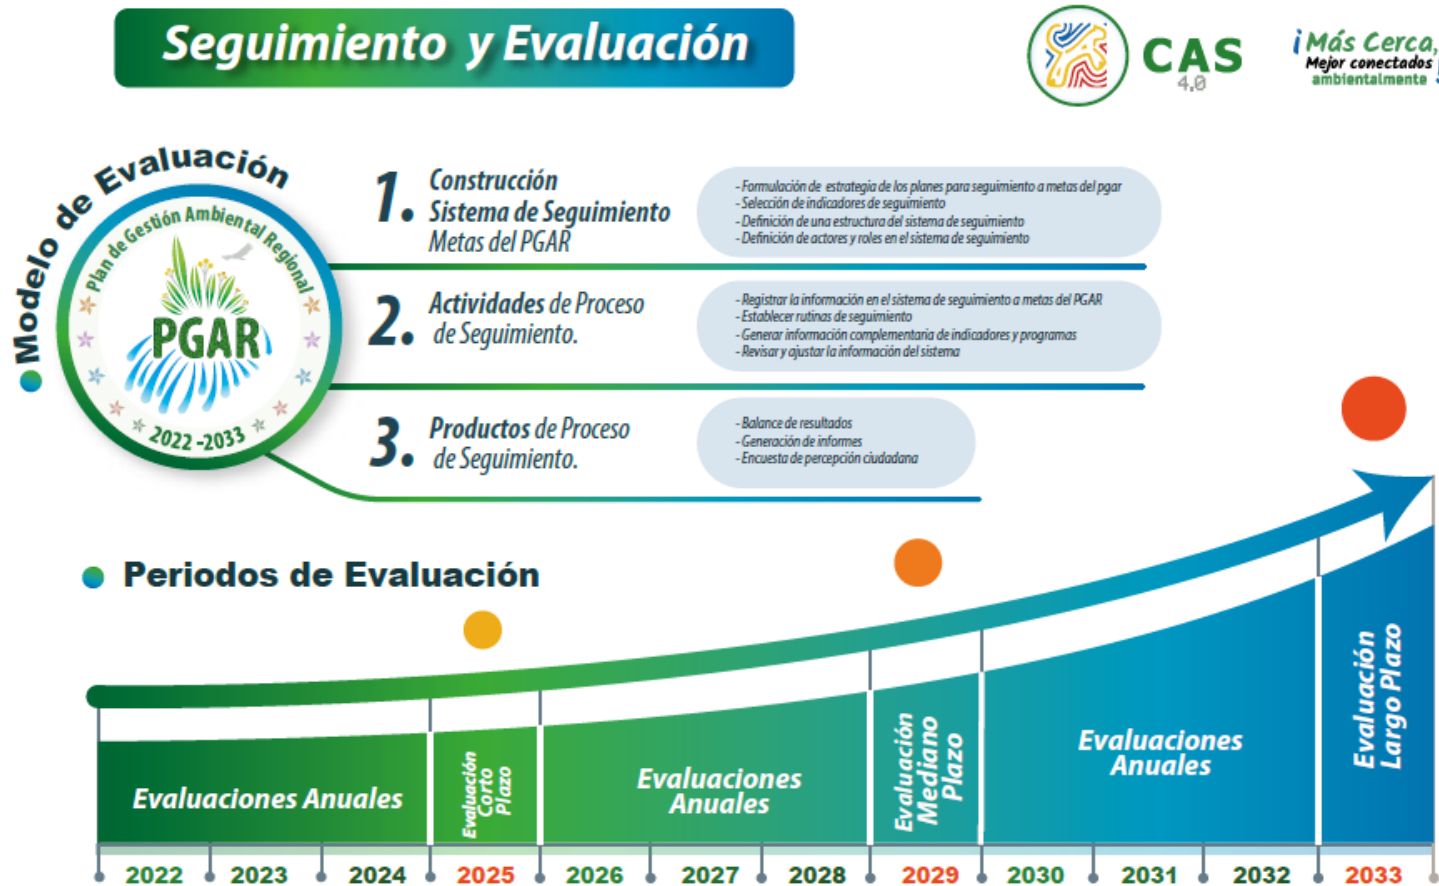 Seguimiento y Evaluación
CAS
4.0
¡Más Cerca,
Mejor conectados
ambientalmente!
Modelo de Evaluación
Plan de Gestión Ambiental Regional
PGAR
2022 -2033
1. Construcción
Sistema de Seguimiento
Metas del PGAR
- Formulación de estrategia de los planes para seguimiento a metas del pgar
- Selección de indicadores de seguimiento
- Definición de una estructura del sistema de seguimiento
- Definición de actores y roles en el sistema de seguimiento
2. Actividades de Proceso
de Seguimiento.
- Registrar la información en el sistema de seguimiento a metas del PGAR
- Establecer rutinas de seguimiento
- Generar información complementaria de indicadores y programas
- Revisar y ajustar la información del sistema
3. Productos de Proceso
de Seguimiento.
- Balance de resultados
- Generación de informes
- Encuesta de percepción ciudadana
Periodos de Evaluación
Evaluaciones Anuales
Evaluación
Corto
Plazo
Evaluaciones
Anuales
Evaluación
Mediano
Plazo
Evaluaciones
Anuales
Evaluación
Largo Plazo
2022 2023 2024 2025 2026 2027 2028 2029 2030 2031 2032 2033